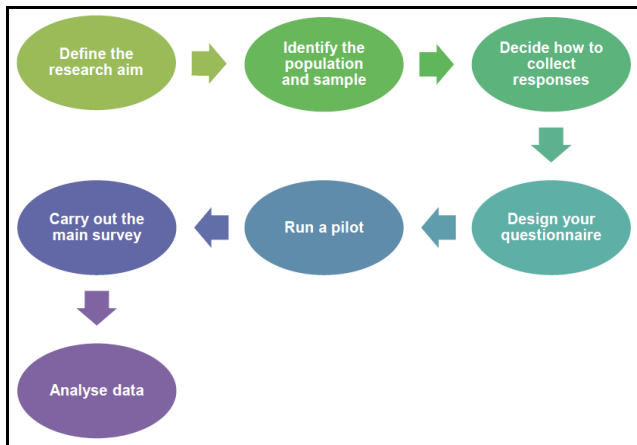 Define the
research aim
Identify the
population
and sample
Decide how to
collect
responses
Design your
questionnaire
Run a pilot
Carry out the
main survey
Analyse data